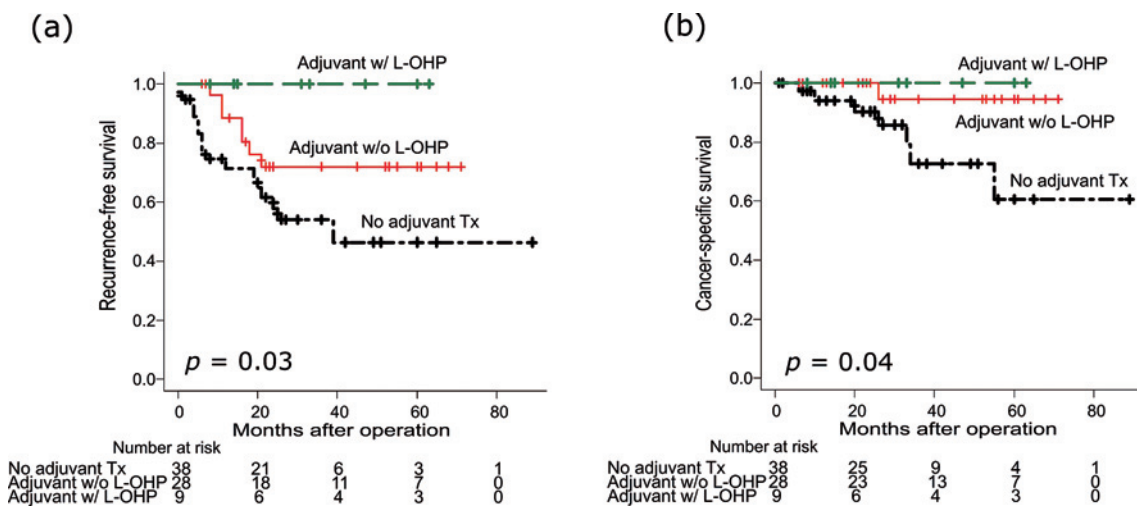 (a)
Adjuvant w/ L-OHP
Adjuvant w/o L-OHP
No adjuvant Tx
Recurrence-free survival
1.0
0.8
0.6
0.4
0.2
0.0
p = 0.03
0 20 40 60 80
Months after operation
Number at risk
No adjuvant Tx 38 21 6 3 1
Adjuvant w/o L-OHP 28 18 11 7 0
Adjuvant w/ L-OHP 9 6 4 3 0
(b)
Adjuvant w/ L-OHP
Adjuvant w/o L-OHP
No adjuvant Tx
Cancer-specific survival
1.0
0.8
0.6
0.4
0.2
0.0
p = 0.04
0 20 40 60 80
Months after operation
Number at risk
No adjuvant Tx 38 25 9 4 1
Adjuvant w/o L-OHP 28 23 13 7 0
Adjuvant w/ L-OHP 9 6 4 3 0